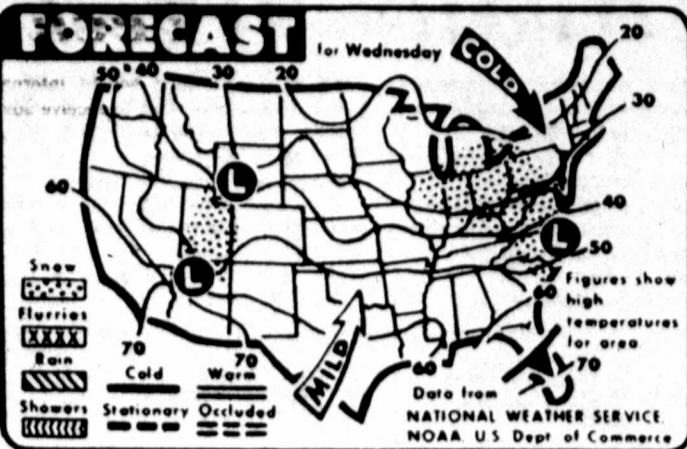 FORECAST
for Wednesday
COLD
20
50 40 30 20
30
60
L
40
L
50
L
Snow
Flurries
Rain
Showers
70
70
Cold Warm
Stationary Occluded
MILD
60
60
Figures show
high
temperatures
for area.
70
Data from
NATIONAL WEATHER SERVICE,
NOAA, U.S. Dept. of Commerce